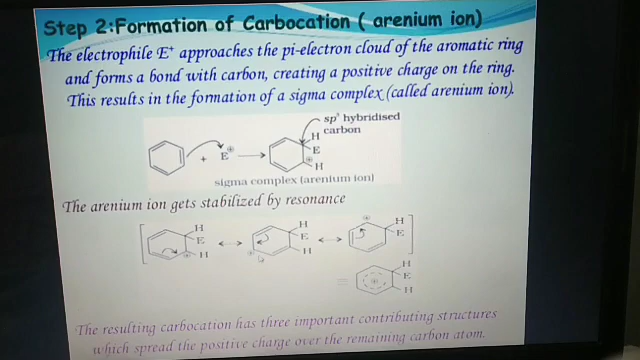 Step 2:Formation of Carbocation ( arenium ion)
The electrophile E⁺ approaches the pi-electron cloud of the aromatic ring
and forms a bond with carbon, creating a positive charge on the ring.
This results in the formation of a sigma complex (called arenium ion).
sp³ hybridised
carbon
H
+ E⊕
E
⊕
H
sigma complex (arenium ion)
The arenium ion gets stabilized by resonance
H H ⊕ H
E E E
⊕ H ⊕ H
≡
H
E
⊕
H
The resulting carbocation has three important contributing structures
which spread the positive charge over the remaining carbon atom.